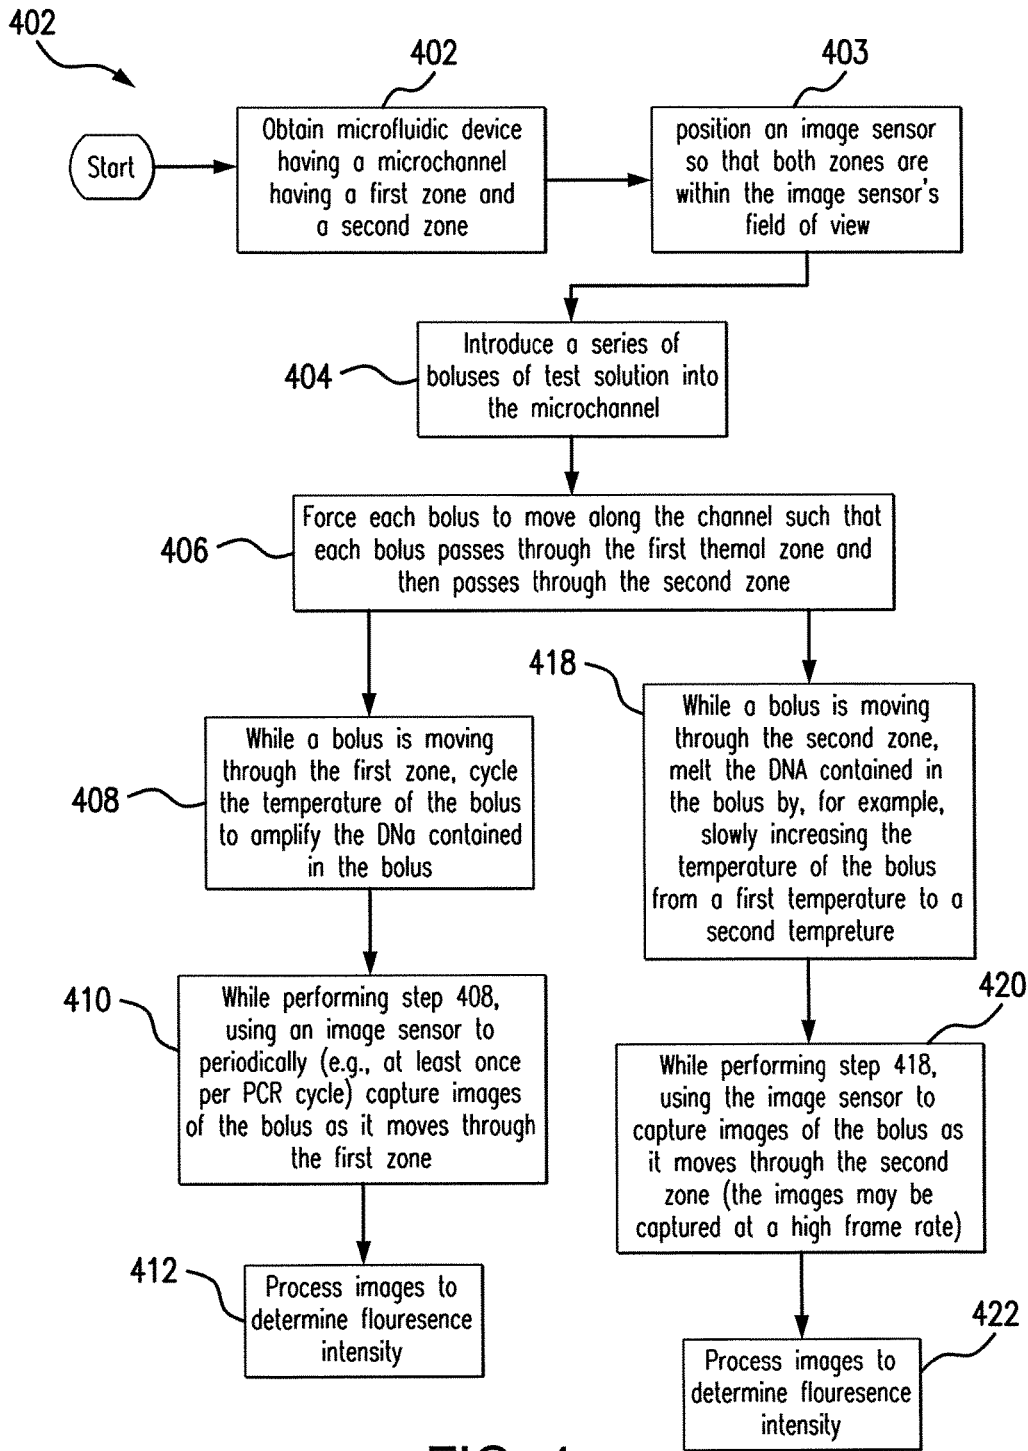 402
402
403
Start
Obtain microfluidic device
having a microchannel
having a first zone and
a second zone
position an image sensor
so that both zones are
within the image sensor's
field of view
404
Introduce a series of
boluses of test solution into
the microchannel
406
Force each bolus to move along the channel such that
each bolus passes through the first themal zone and
then passes through the second zone
408
While a bolus is moving
through the first zone, cycle
the temperature of the bolus
to amplify the DNa contained
in the bolus
418
While a bolus is moving
through the second zone,
melt the DNA contained in
the bolus by, for example,
slowly increasing the
temperature of the bolus
from a first temperature to a
second tempreture
410
While performing step 408,
using an image sensor to
periodically (e.g., at least once
per PCR cycle) capture images
of the bolus as it moves through
the first zone
420
While performing step 418,
using the image sensor to
capture images of the bolus as
it moves through the second
zone (the images may be
captured at a high frame rate)
412
Process images to
determine flouresence
intensity
422
Process images to
determine flouresence
intensity